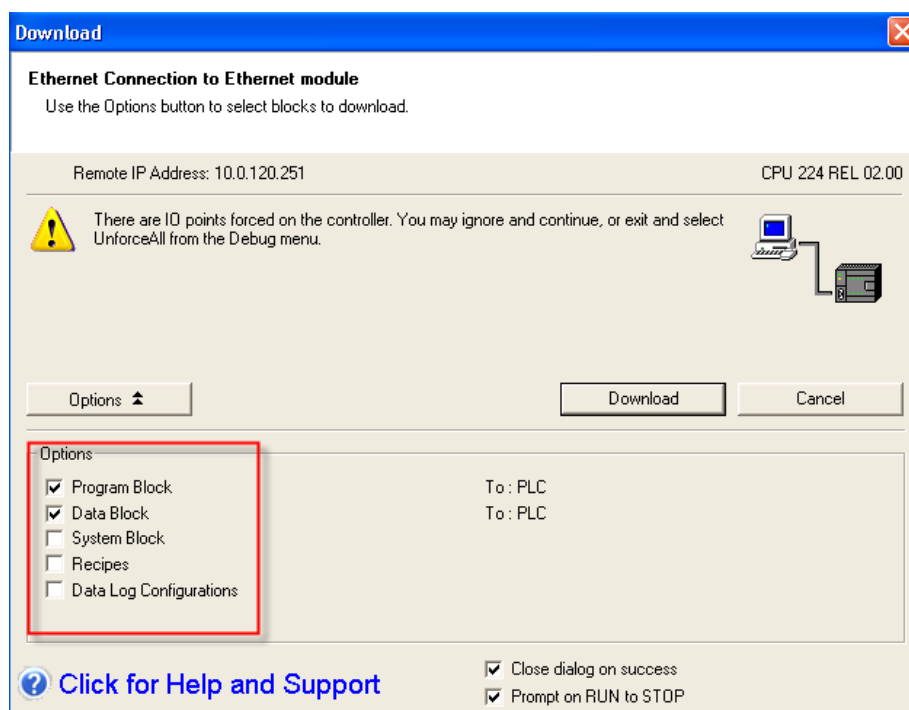 Download
Ethernet Connection to Ethernet module
Use the Options button to select blocks to download.
Remote IP Address: 10.0.120.251 CPU 224 REL 02.00
There are IO points forced on the controller. You may ignore and continue, or exit and select
UnforceAll from the Debug menu.
Options Download Cancel
Options
Program Block To : PLC
Data Block To : PLC
System Block
Recipes
Data Log Configurations
Close dialog on success
Click for Help and Support
Prompt on RUN to STOP